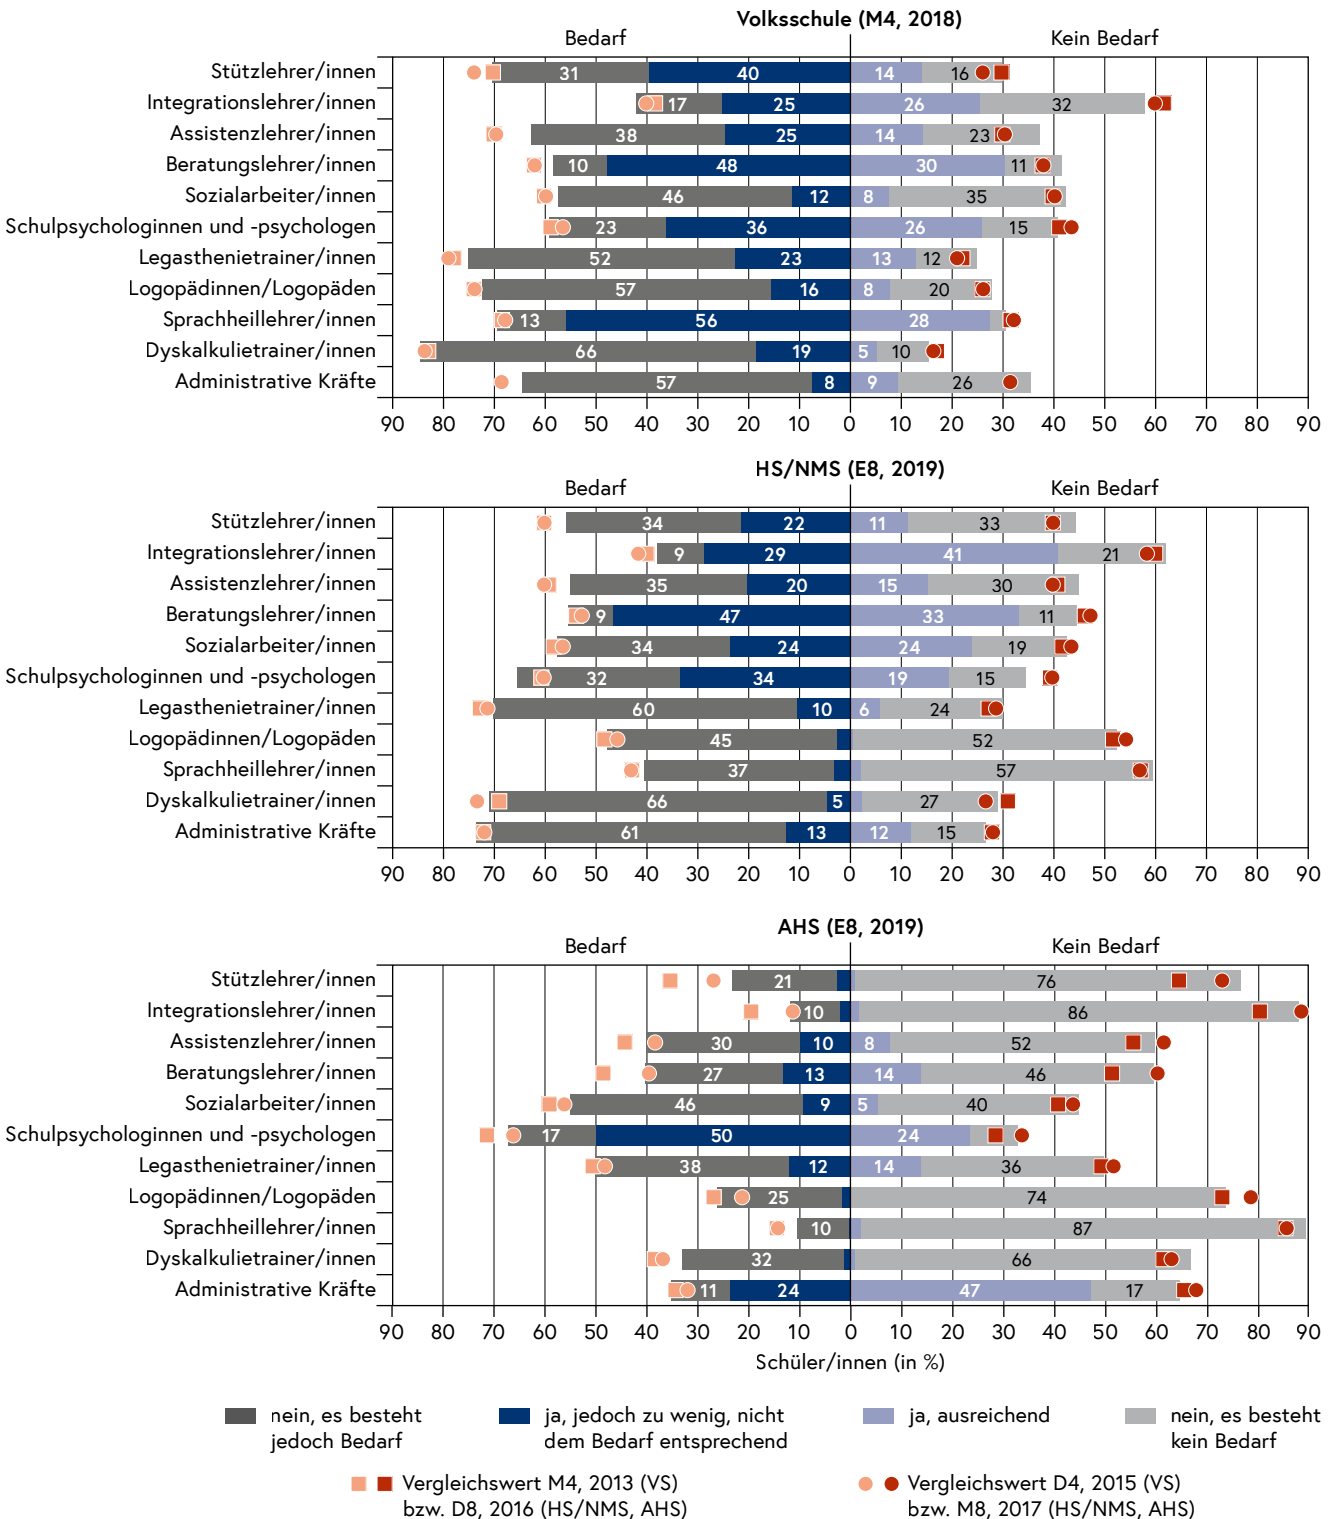 Volksschule (M4, 2018)
Bedarf Kein Bedarf
Stützlehrer/innen 31 40 14 16
Integrationslehrer/innen 17 25 26 32
Assistenzlehrer/innen 38 25 14 23
Beratungslehrer/innen 10 48 30 11
Sozialarbeiter/innen 46 12 8 35
Schulpsychologinnen und -psychologen 23 36 26 15
Legasthenietrainer/innen 52 23 13 12
Logopädinnen/Logopäden 57 16 8 20
Sprachheillehrer/innen 13 56 28
Dyskalkulietrainer/innen 66 19 5 10
Administrative Kräfte 57 8 9 26
90 80 70 60 50 40 30 20 10 0 10 20 30 40 50 60 70 80 90
HS/NMS (E8, 2019)
Bedarf Kein Bedarf
Stützlehrer/innen 34 22 11 33
Integrationslehrer/innen 9 29 41 21
Assistenzlehrer/innen 35 20 15 30
Beratungslehrer/innen 9 47 33 11
Sozialarbeiter/innen 34 24 24 19
Schulpsychologinnen und -psychologen 32 34 19 15
Legasthenietrainer/innen 60 10 6 24
Logopädinnen/Logopäden 45 52
Sprachheillehrer/innen 37 57
Dyskalkulietrainer/innen 66 5 27
Administrative Kräfte 61 13 12 15
90 80 70 60 50 40 30 20 10 0 10 20 30 40 50 60 70 80 90
AHS (E8, 2019)
Bedarf Kein Bedarf
Stützlehrer/innen 21 76
Integrationslehrer/innen 10 86
Assistenzlehrer/innen 30 10 8 52
Beratungslehrer/innen 27 13 14 46
Sozialarbeiter/innen 46 9 5 40
Schulpsychologinnen und -psychologen 17 50 24
Legasthenietrainer/innen 38 12 14 36
Logopädinnen/Logopäden 25 74
Sprachheillehrer/innen 10 87
Dyskalkulietrainer/innen 32 66
Administrative Kräfte 11 24 47 17
90 80 70 60 50 40 30 20 10 0 10 20 30 40 50 60 70 80 90
Schüler/innen (in %)
nein, es besteht ja, jedoch zu wenig, nicht ja, ausreichend nein, es besteht
jedoch Bedarf dem Bedarf entsprechend kein Bedarf
Vergleichswert M4, 2013 (VS) Vergleichswert D4, 2015 (VS)
bzw. D8, 2016 (HS/NMS, AHS) bzw. M8, 2017 (HS/NMS, AHS)